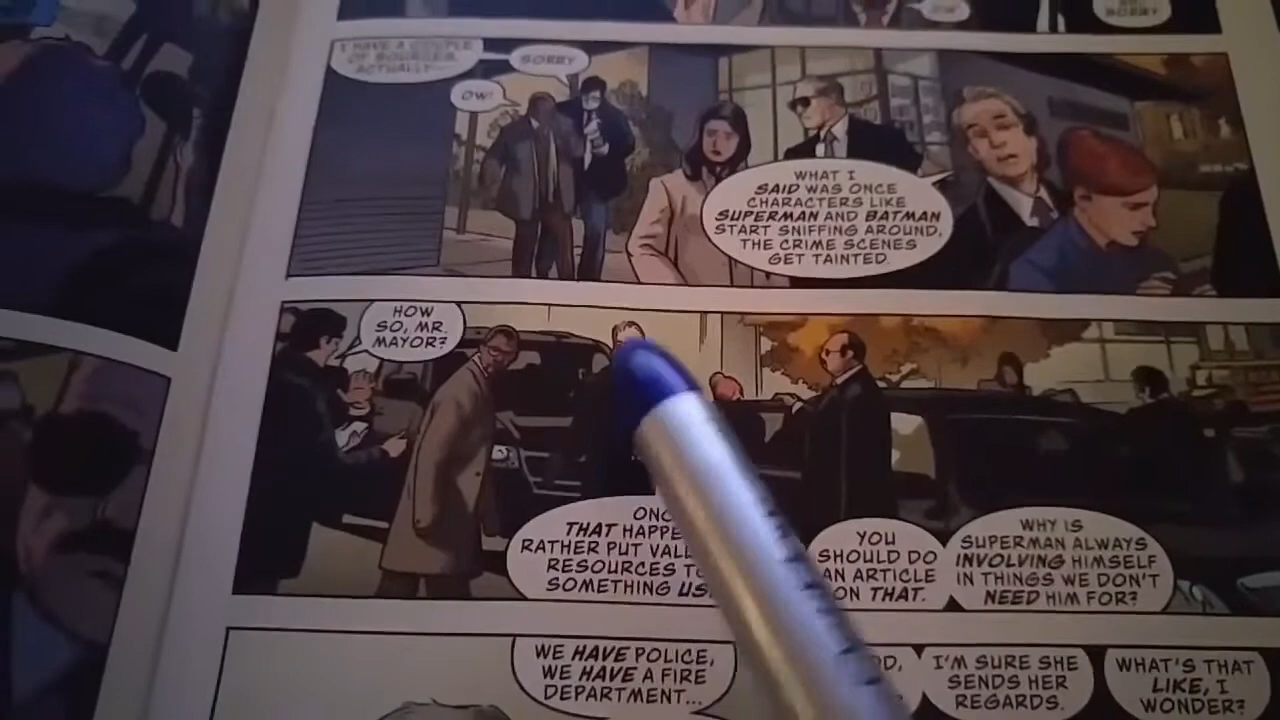 SORRY
I HAVE A COUPLE
OF SOURCES,
ACTUALLY—
SORRY
OW!
WHAT I
SAID WAS ONCE
CHARACTERS LIKE
SUPERMAN AND BATMAN
START SNIFFING AROUND,
THE CRIME SCENES
GET TAINTED.
HOW
SO, MR.
MAYOR?
THAT
RATHER PUT
RESOURCES
SOMETHING
YOU
SHOULD DO
AN ARTICLE
ON THAT.
WHY IS
SUPERMAN ALWAYS
INVOLVING HIMSELF
IN THINGS WE DON'T
NEED HIM FOR?
WE HAVE POLICE,
WE HAVE A FIRE
DEPARTMENT...
I'M SURE SHE
SENDS HER
REGARDS.
WHAT'S THAT
LIKE, I
WONDER?